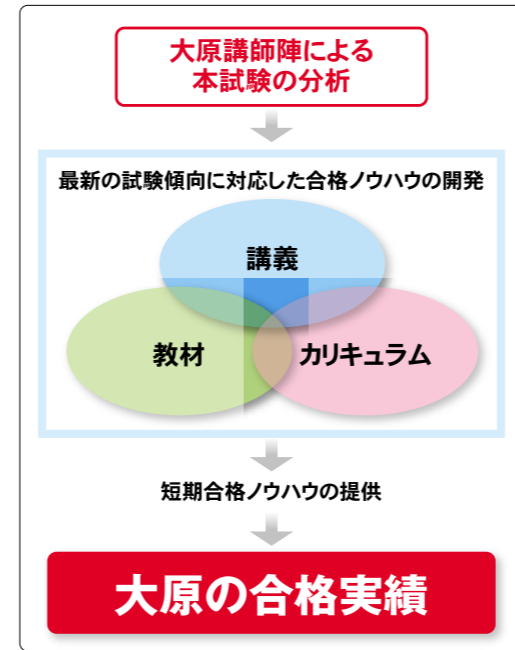 大原講師陣による
本試験の分析
最新の試験傾向に対応した合格ノウハウの開発
講義
教材
カリキュラム
短期合格ノウハウの提供
大原の合格実績